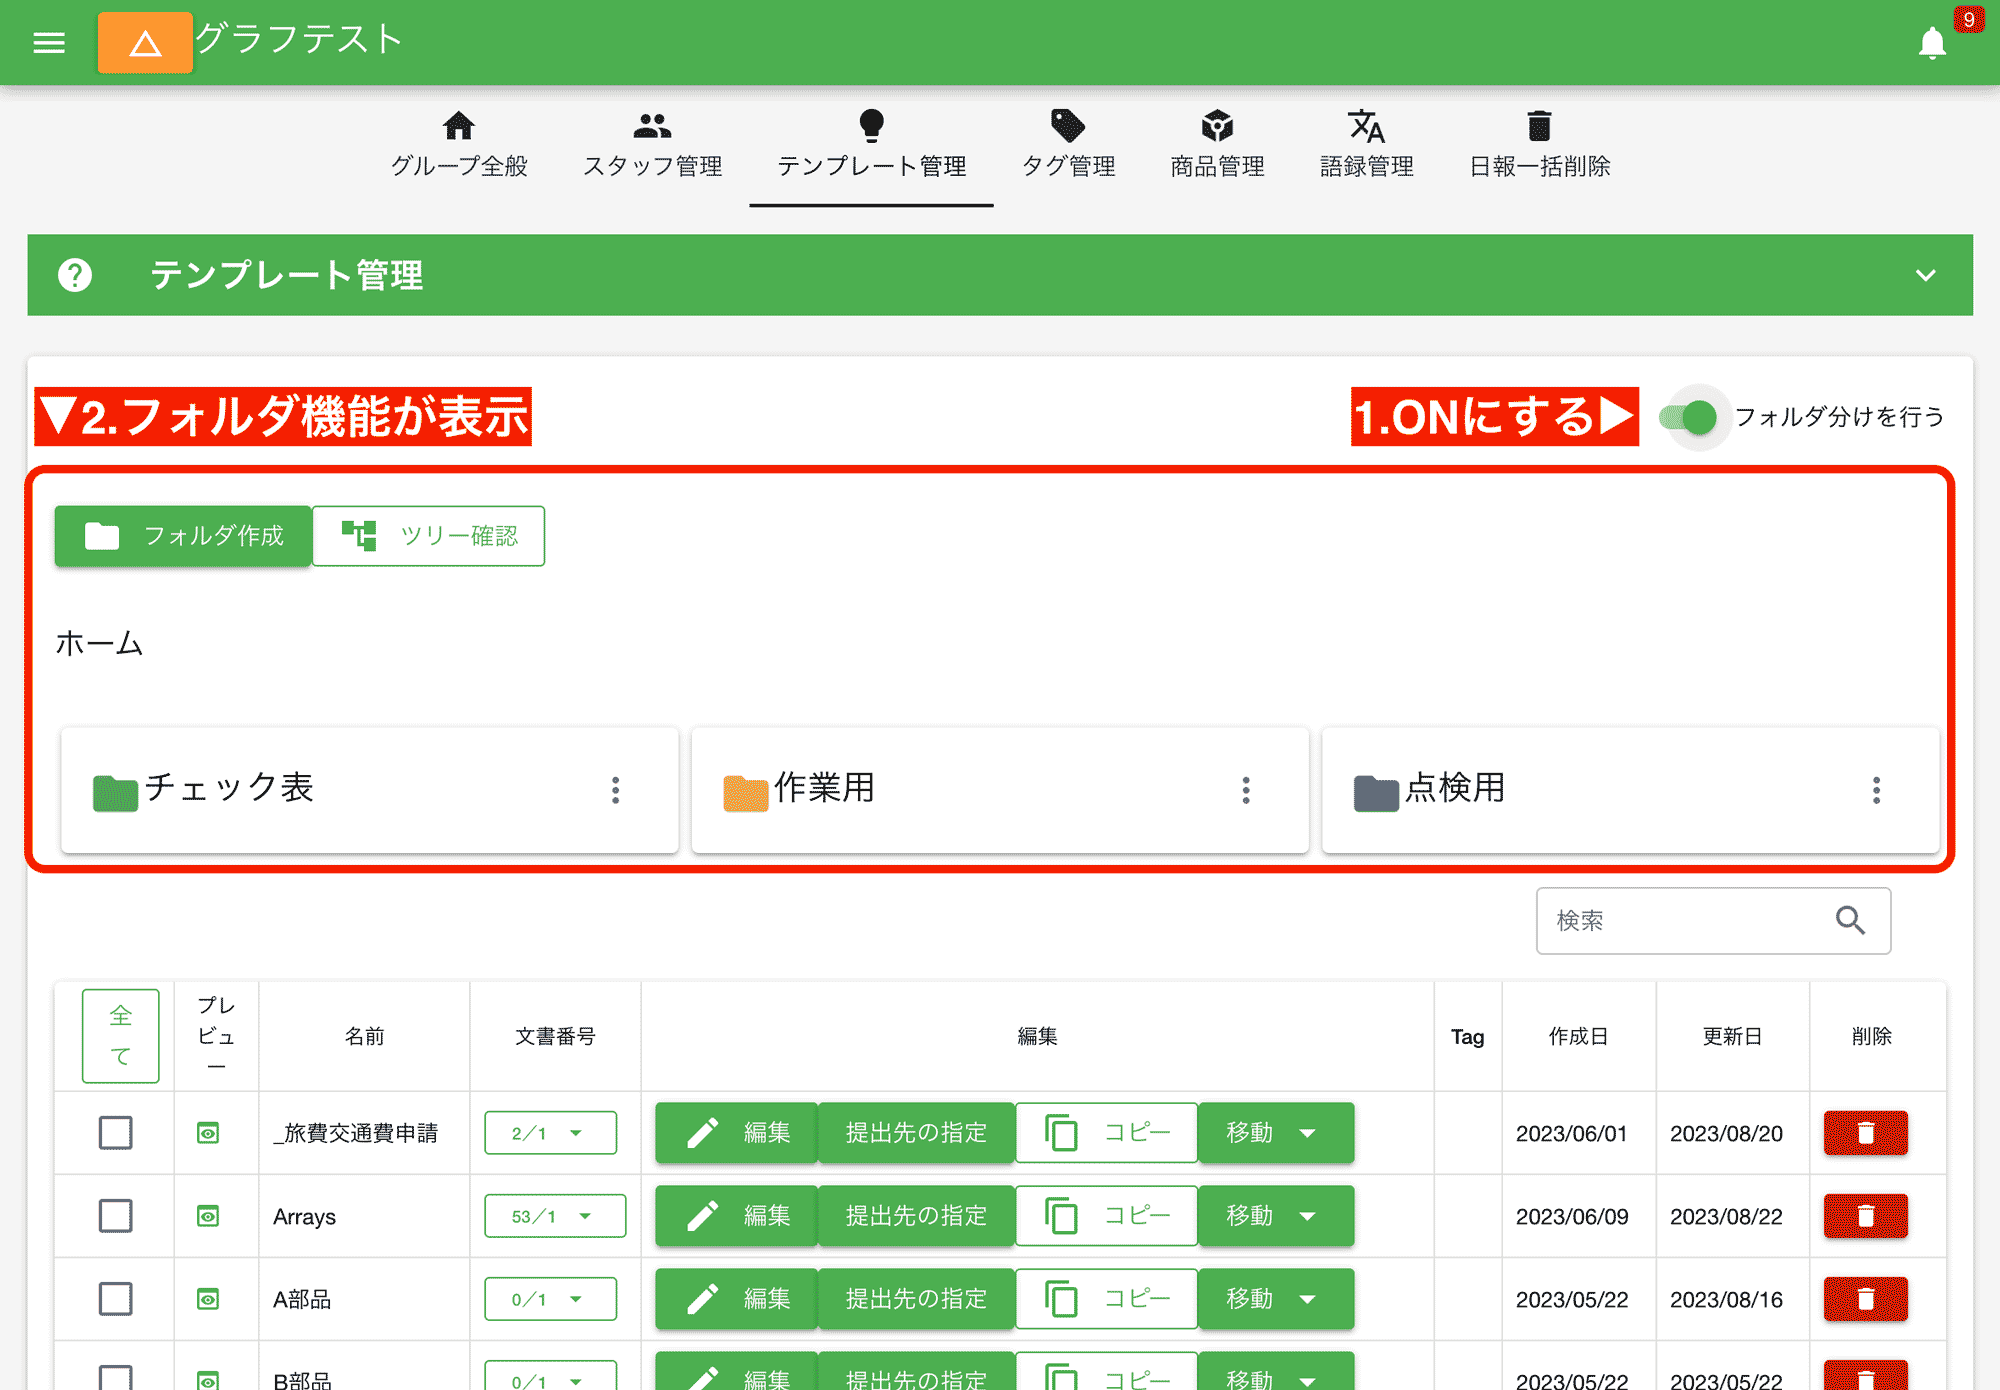 グラフテスト
9
グループ全般
スタッフ管理
テンプレート管理
タグ管理
商品管理
語録管理
日報一括削除
テンプレート管理
▼2.フォルダ機能が表示
1.ONにする▶
フォルダ分けを行う
フォルダ作成
ツリー確認
ホーム
チェック表
作業用
点検用
検索
全て
プレビュー
名前
文書番号
編集
Tag
作成日
更新日
削除
_旅費交通費申請
2/1
編集
提出先の指定
コピー
移動
2023/06/01
2023/08/20
Arrays
53/1
編集
提出先の指定
コピー
移動
2023/06/09
2023/08/22
A部品
0/1
編集
提出先の指定
コピー
移動
2023/05/22
2023/08/16
B部品
0/1
編集
提出先の指定
コピー
移動
2023/05/22
2023/05/22